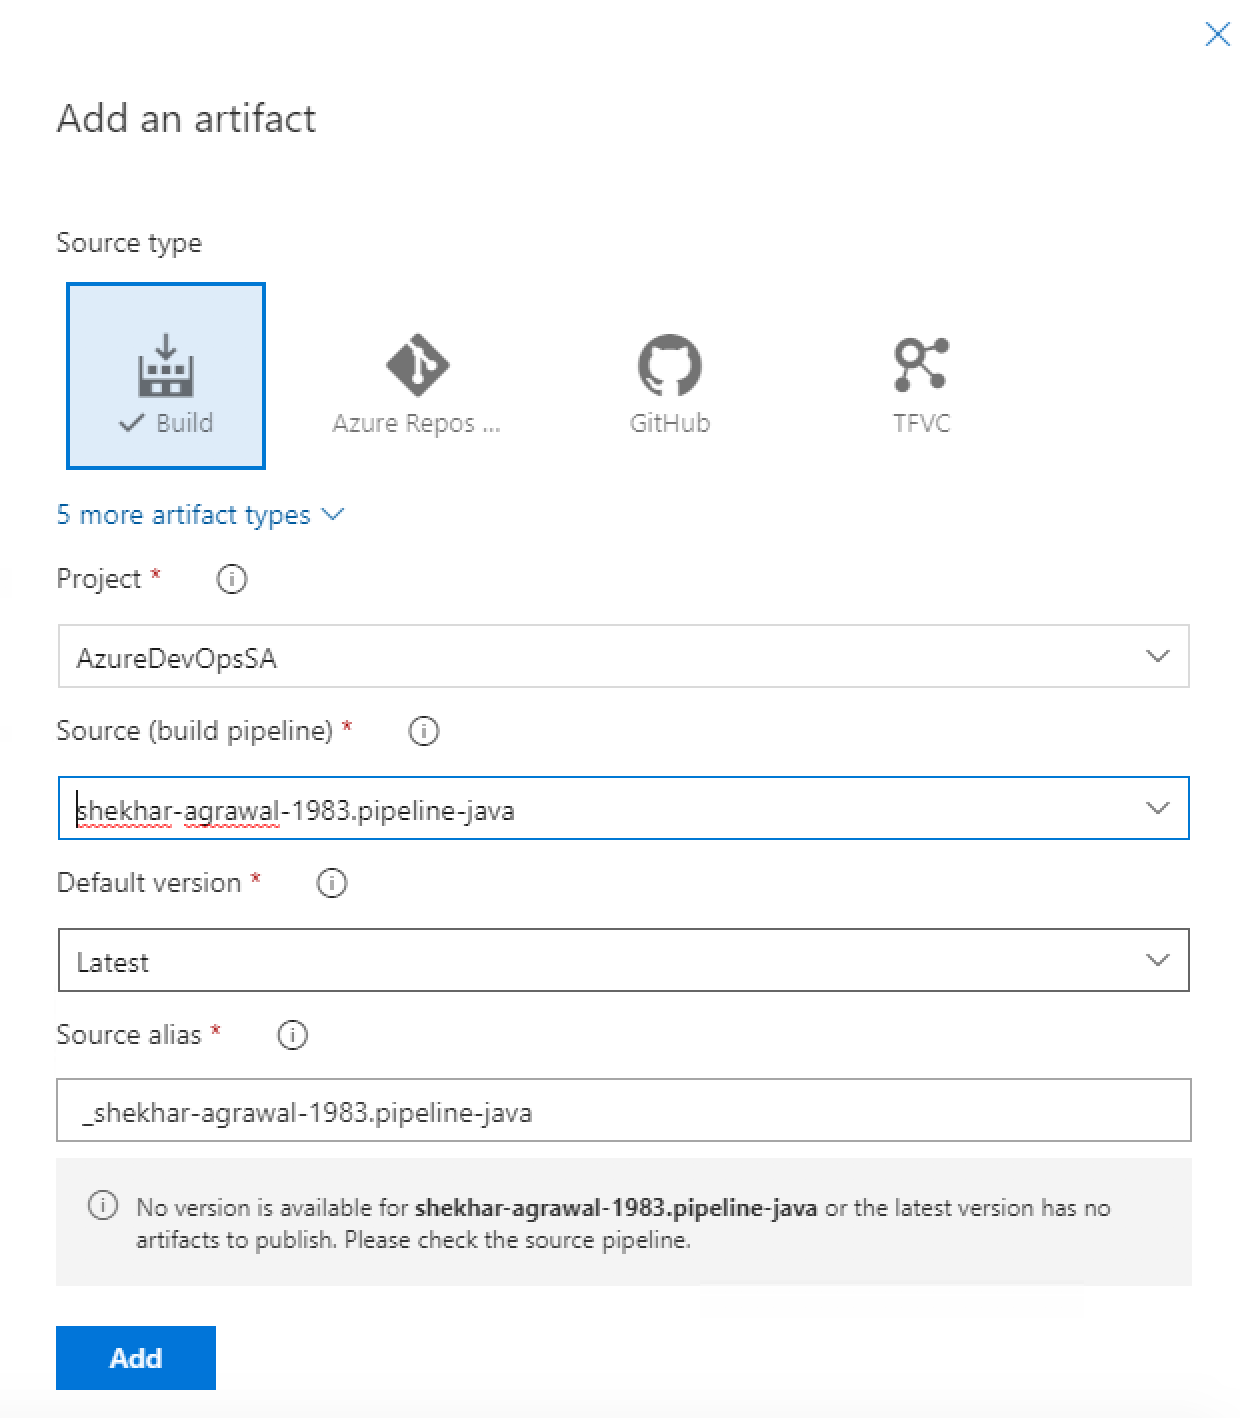 Add an artifact
Source type
Build
Azure Repos ...
GitHub
TFVC
5 more artifact types
Project *
AzureDevOpsSA
Source (build pipeline) *
shekhar-agrawal-1983.pipeline-java
Default version *
Latest
Source alias *
_shekhar-agrawal-1983.pipeline-java
No version is available for shekhar-agrawal-1983.pipeline-java or the latest version has no
artifacts to publish. Please check the source pipeline.
Add